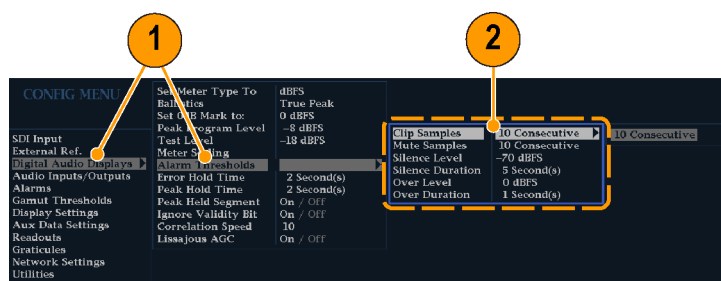 1
2
CONFIG MENU
SDI Input
External Ref.
Digital Audio Displays
Audio Inputs/Outputs
Alarms
Gamut Thresholds
Display Settings
Aux Data Settings
Readouts
Graticules
Network Settings
Utilities
Set Meter Type To dBFS
Ballistics True Peak
Set 0dB Mark to: 0 dBFS
Peak Program Level -8 dBFS
Test Level -18 dBFS
Meter Scaling
Alarm Thresholds
Error Hold Time 2 Second(s)
Peak Hold Time 2 Second(s)
Peak Held Segment On / Off
Ignore Validity Bit On / Off
Correlation Speed 10
Lissajous AGC On / Off
Clip Samples 10 Consecutive
Mute Samples 10 Consecutive
Silence Level -70 dBFS
Silence Duration 5 Second(s)
Over Level 0 dBFS
Over Duration 1 Second(s)
10 Consecutive